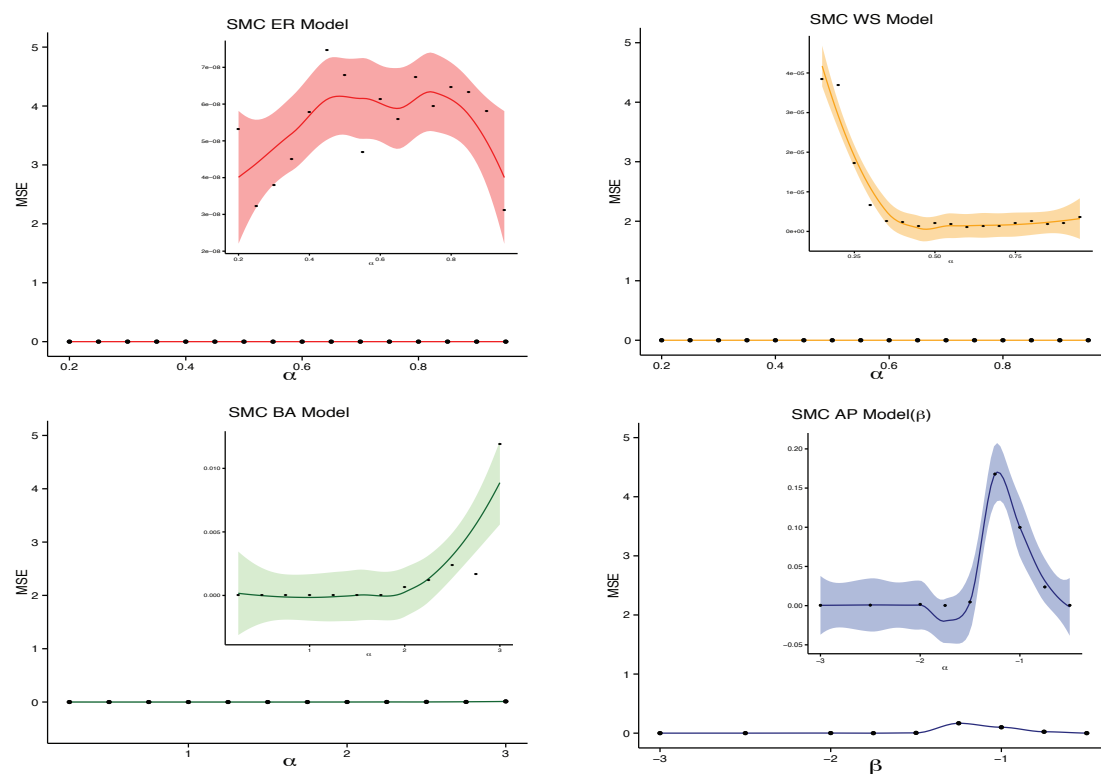 SMC ER Model
5
4
3
2
1
0
MSE
7e-08
6e-08
5e-08
4e-08
3e-08
2e-08
0.2 0.4 0.6 0.8
α
0.2 0.4 0.6 0.8
α
SMC WS Model
5
4
3
2
1
0
MSE
4e-05
3e-05
2e-05
1e-05
0e+00
0.25 0.50 0.75
α
0.2 0.4 0.6 0.8
α
SMC BA Model
5
4
3
2
1
0
MSE
0.010
0.005
0.000
1 2 3
α
1 2 3
α
SMC AP Model(β)
5
4
3
2
1
0
MSE
0.20
0.15
0.10
0.05
0.00
−0.05
−3 −2 −1
α
−3 −2 −1
β